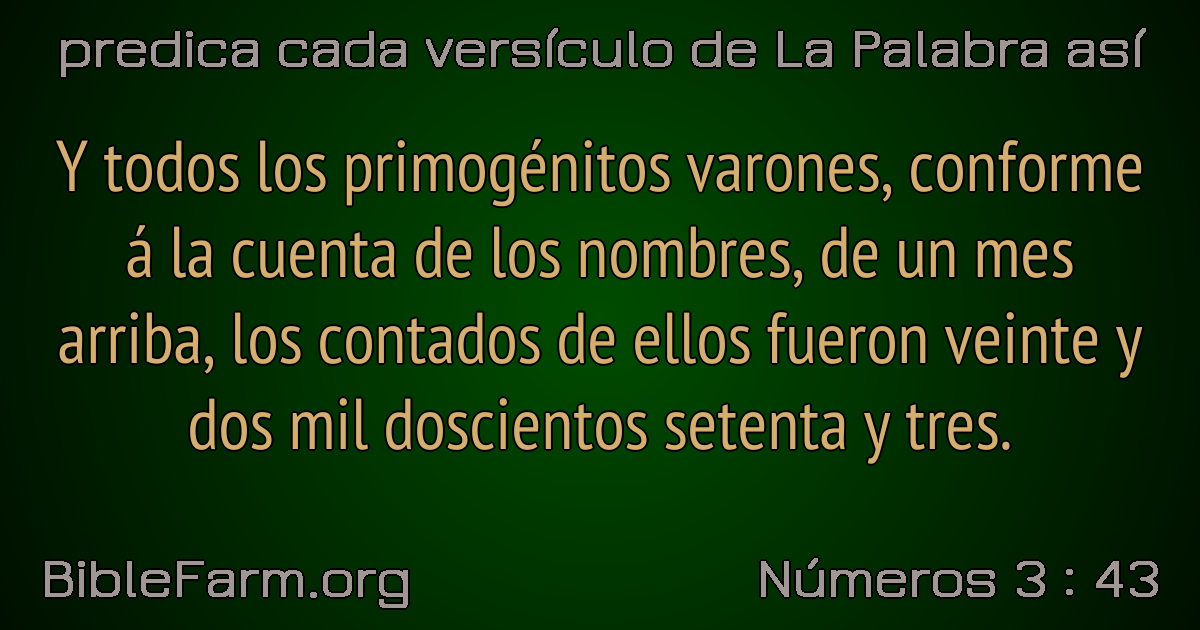 predica cada versículo de La Palabra así
Y todos los primogénitos varones, conforme
á la cuenta de los nombres, de un mes
arriba, los contados de ellos fueron veinte y
dos mil doscientos setenta y tres.
BibleFarm.org
Números 3 : 43